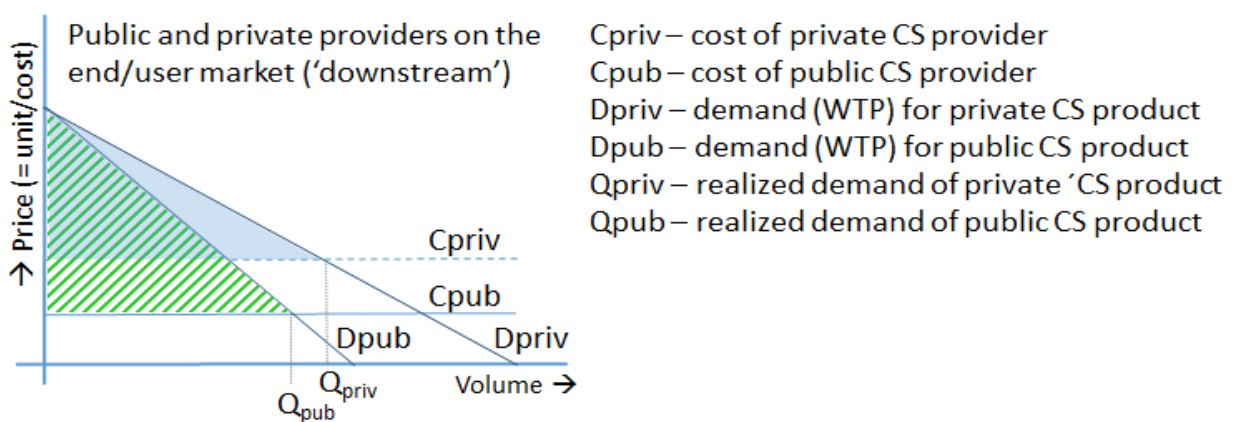 Public and private providers on the
end/user market (‘downstream’)
→ Price (= unit/cost)
Cpriv
Cpub
Dpub
Dpriv
Qpriv
Qpub
Volume →
Cpriv – cost of private CS provider
Cpub – cost of public CS provider
Dpriv – demand (WTP) for private CS product
Dpub – demand (WTP) for public CS product
Qpriv – realized demand of private ´CS product
Qpub – realized demand of public CS product